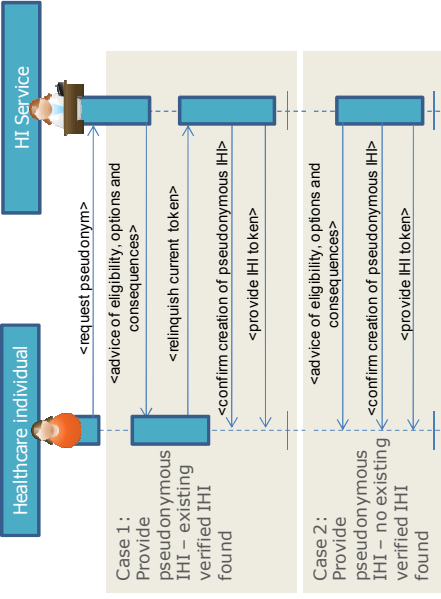 Healthcare individual
HI Service
<request pseudonym>
Case 1:
Provide
pseudonymous
IHI – existing
verified IHI
found
<advice of eligibility, options and
consequences>
<relinquish current token>
<confirm creation of pseudonymous IHI>
<provide IHI token>
Case 2:
Provide
pseudonymous
IHI – no existing
verified IHI
found
<advice of eligibility, options and
consequences>
<confirm creation of pseudonymous IHI>
<provide IHI token>